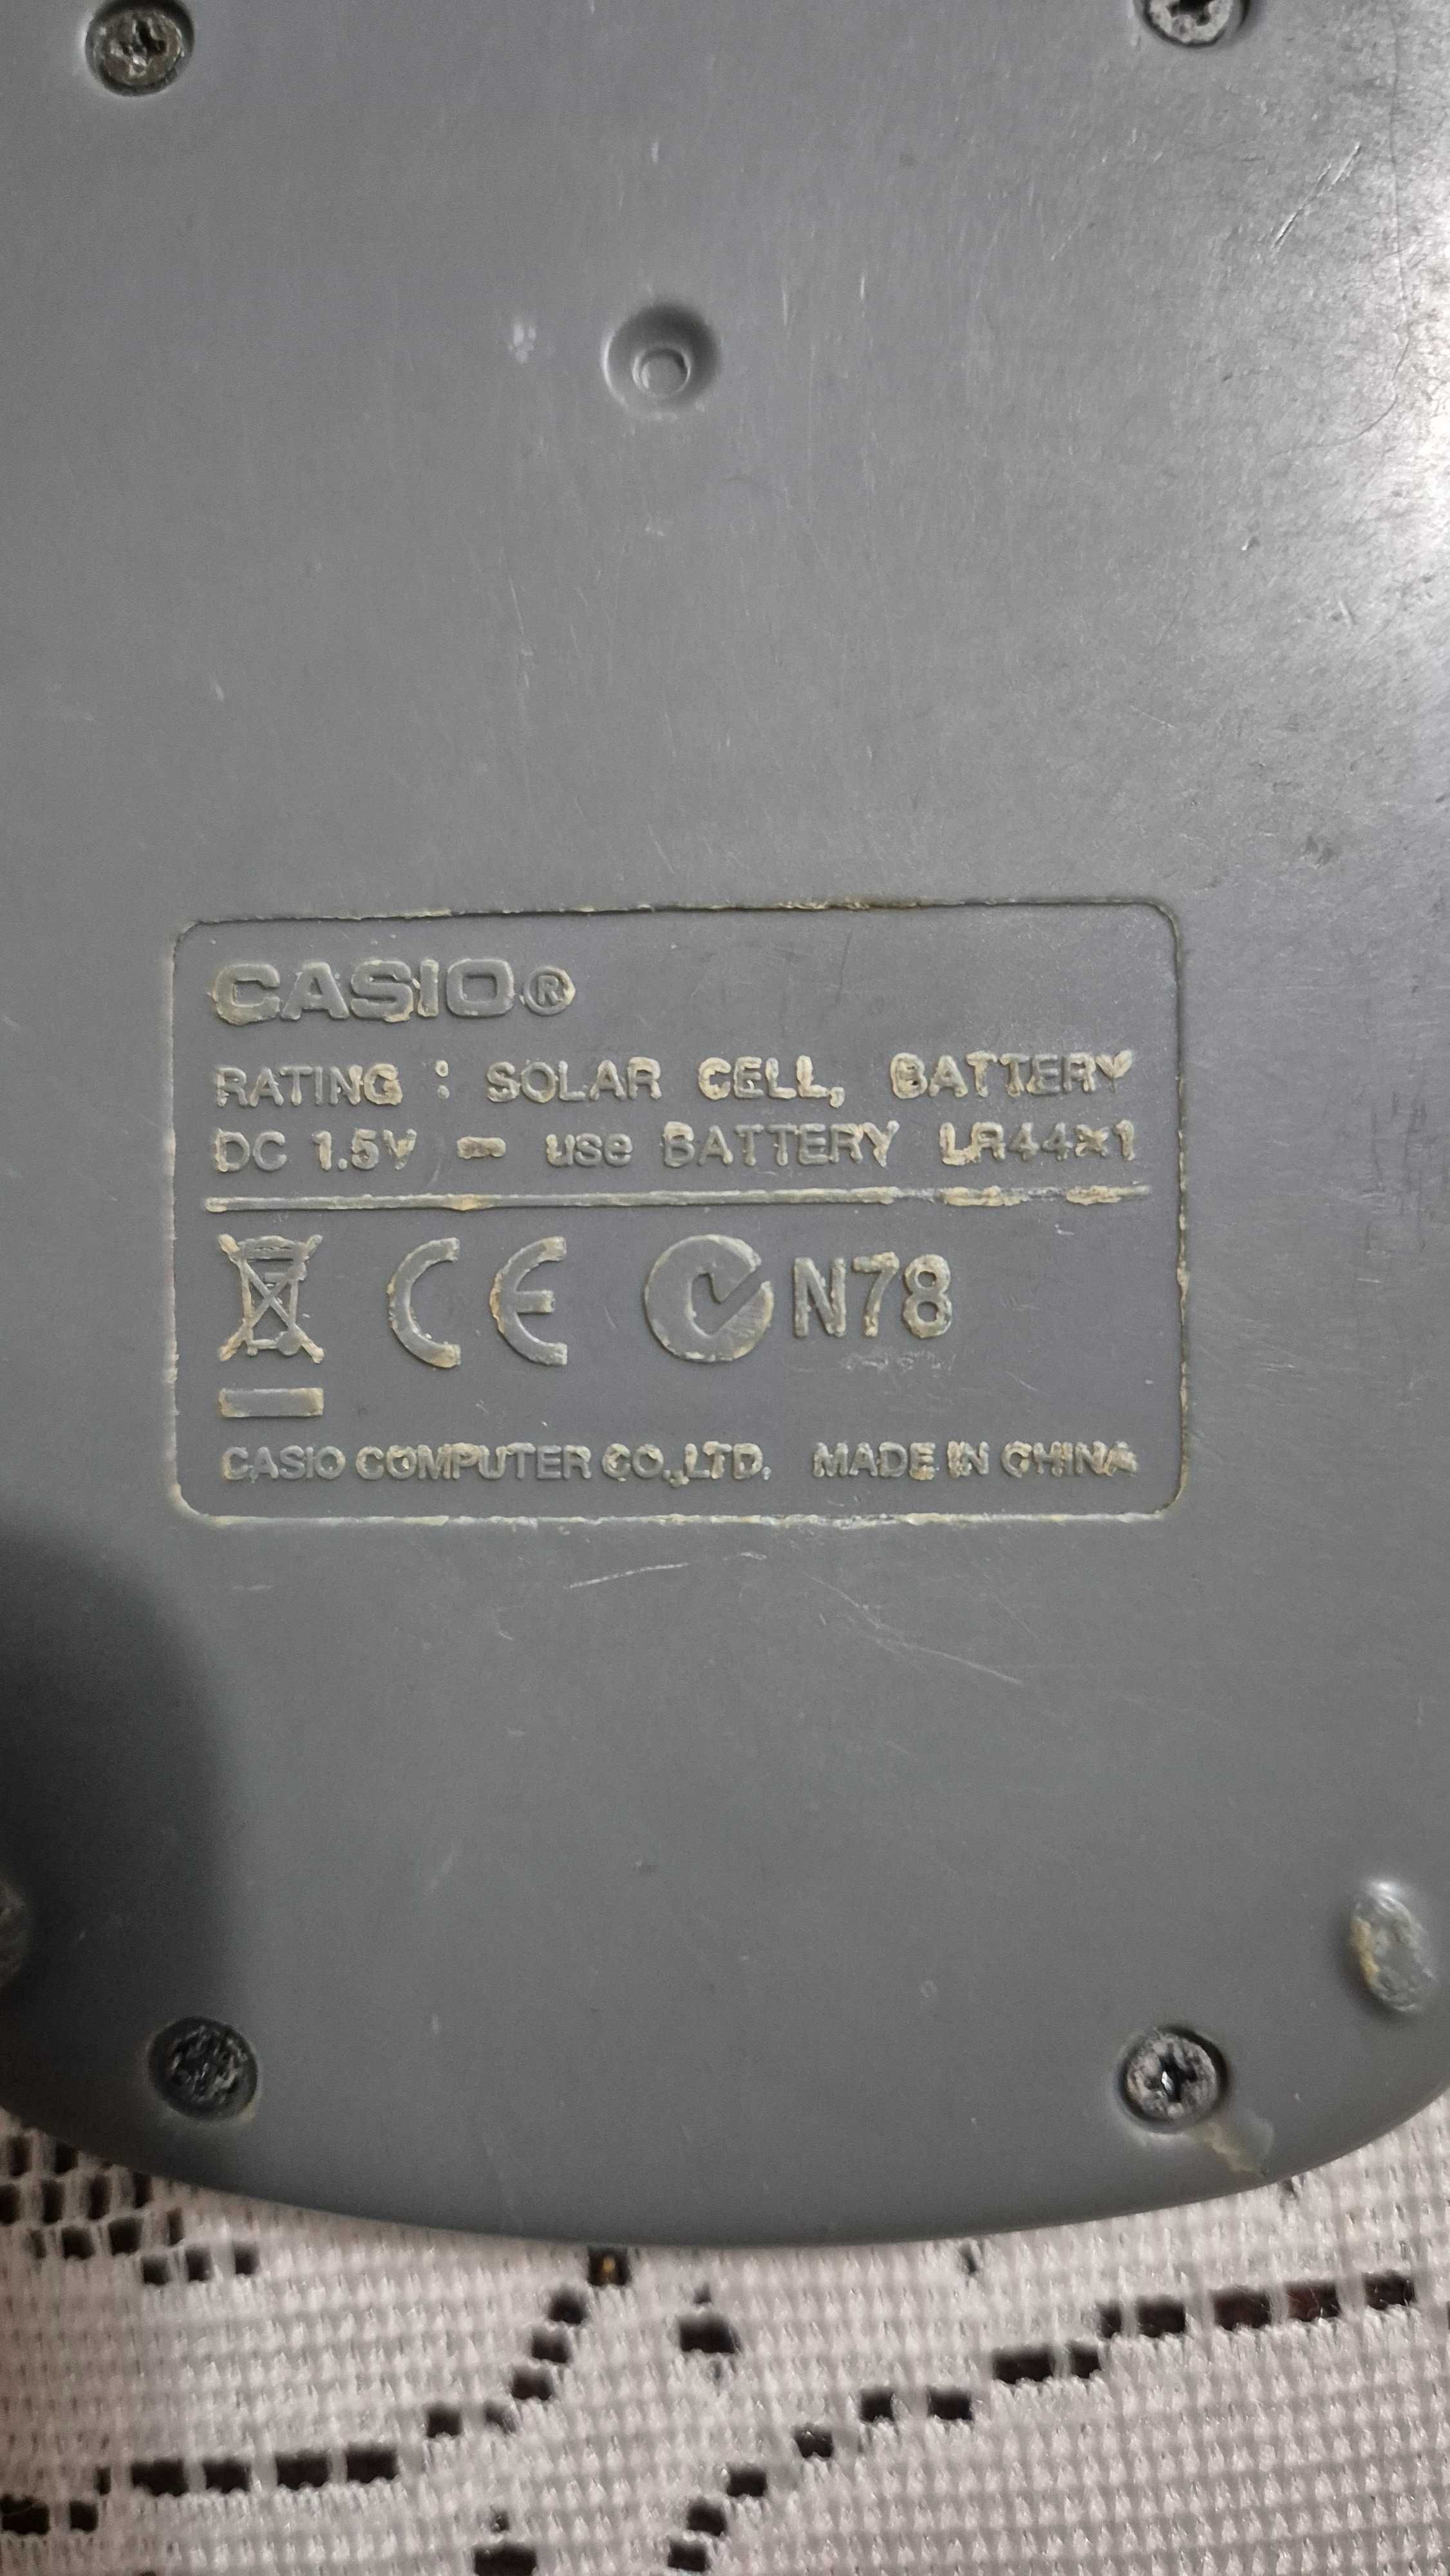 CASIO®
RATING : SOLAR CELL, BATTERY
DC 1.5V ⎓ use BATTERY LR44×1
CE N78
CASIO COMPUTER CO.,LTD. MADE IN CHINA